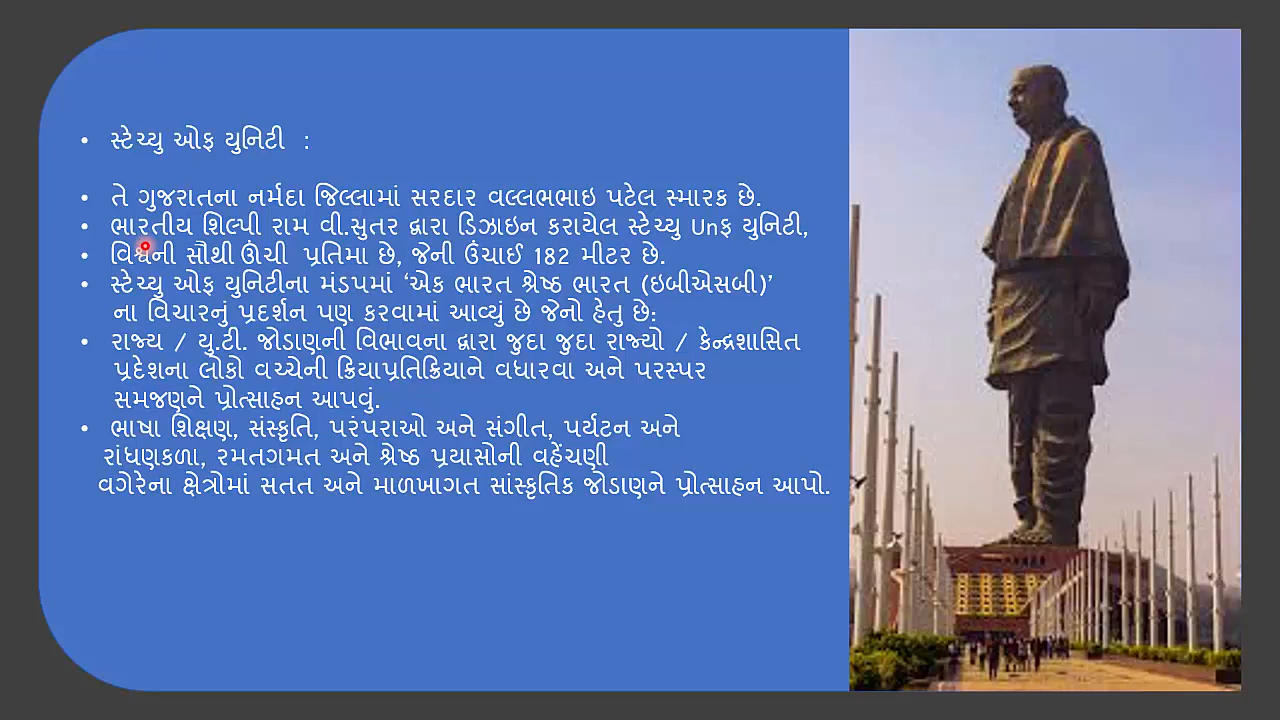 • સ્ટેચ્યુ ઓફ યુનિટી :
• તે ગુજરાતના નર્મદા જિલ્લામાં સરદાર વલ્લભભાઇ પટેલ સ્મારક છે.
• ભારતીય શિલ્પી રામ વી.સુતર દ્વારા ડિઝાઇન કરાયેલ સ્ટેચ્યુ Unફ યુનિટી,
• વિશ્વની સૌથી ઊંચી પ્રતિમા છે, જેની ઉંચાઈ 182 મીટર છે.
• સ્ટેચ્યુ ઓફ યુનિટીના મંડપમાં ‘એક ભારત શ્રેષ્ઠ ભારત (ઇબીએસબી)’
ના વિચારનું પ્રદર્શન પણ કરવામાં આવ્યું છે જેનો હેતુ છે:
• રાજ્ય / યુ.ટી. જોડાણની વિભાવના દ્વારા જુદા જુદા રાજ્યો / કેન્દ્રશાસિત
પ્રદેશના લોકો વચ્ચેની ક્રિયાપ્રતિક્રિયાને વધારવા અને પરસ્પર
સમજણને પ્રોત્સાહન આપવું.
• ભાષા શિક્ષણ, સંસ્કૃતિ, પરંપરાઓ અને સંગીત, પર્યટન અને
રાંધણકળા, રમતગમત અને શ્રેષ્ઠ પ્રયાસોની વહેંચણી
વગેરેના ક્ષેત્રોમાં સતત અને માળખાગત સાંસ્કૃતિક જોડાણને પ્રોત્સાહન આપો.